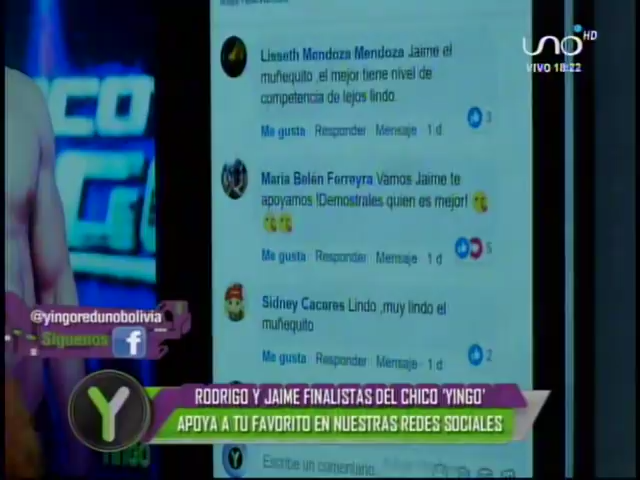 UNO HD
VIVO 18:22
Lisseth Mendoza Mendoza Jaime el
muñequito ,el mejor tiene nivel de
competencia de lejos lindo.
Me gusta Responder Mensaje 1 d
3
Maria Belén Ferreyra Vamos Jaime te
apoyamos !Demostrales quien es mejor!
Me gusta Responder Mensaje 1 d
5
Sidney Caceres Lindo ,muy lindo el
muñequito
Me gusta Responder Mensaje 1 d
2
@yingoredunobolivia
Síguenos f
RODRIGO Y JAIME FINALISTAS DEL CHICO 'YINGO'
Y
APOYA A TU FAVORITO EN NUESTRAS REDES SOCIALES
Escribe un comentario...